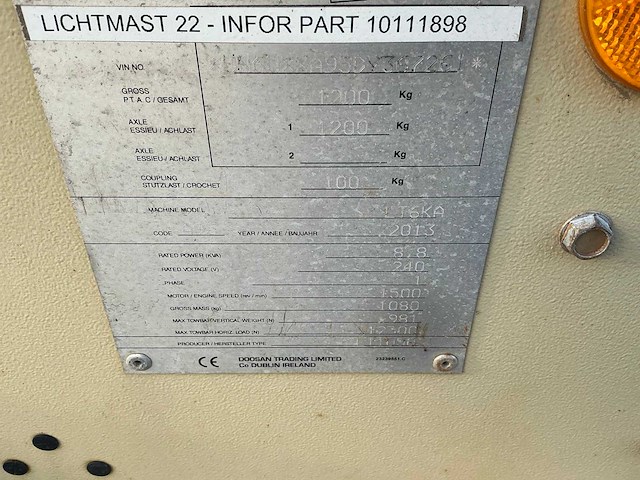 LICHTMAST 22 - INFOR PART 10111898
VIN NO.
GROSS Kg
P.T.A.C / GESAMT
AXLE 1 1200 Kg
ESSIEU / ACHLAST
AXLE 2 Kg
ESSIEU / ACHLAST
COUPLING 100 Kg
STUTZLAST / CROCHET
MACHINE MODEL LT6KA
CODE YEAR / ANNEE / BAUJAHR 2013
RATED POWER (KVA) 8,8
RATED VOLTAGE (V) 240
PHASE 1
MOTOR / ENGINE SPEED 1500
GROSS MASS (kg) 1080
MAX TOWBAR/VERTICAL WEIGHT (N) 981
MAX TOWBAR HORIZ. LOAD (N) 12300
PRODUCER / HERSTELLER TYPE
CE DOOSAN TRADING LIMITED
Co DUBLIN IRELAND